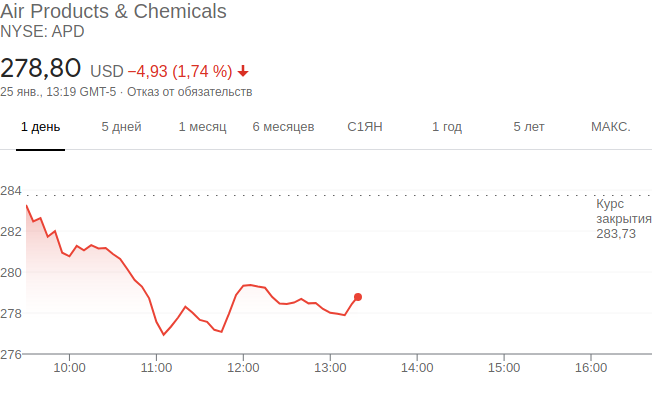 Air Products & Chemicals
NYSE: APD
278,80 USD −4,93 (1,74 %)
25 янв., 13:19 GMT-5 · Отказ от обязательств
1 день 5 дней 1 месяц 6 месяцев С1ЯН 1 год 5 лет МАКС.
284
Курс
закрытия
283,73
282
280
278
276
10:00 11:00 12:00 13:00 14:00 15:00 16:00